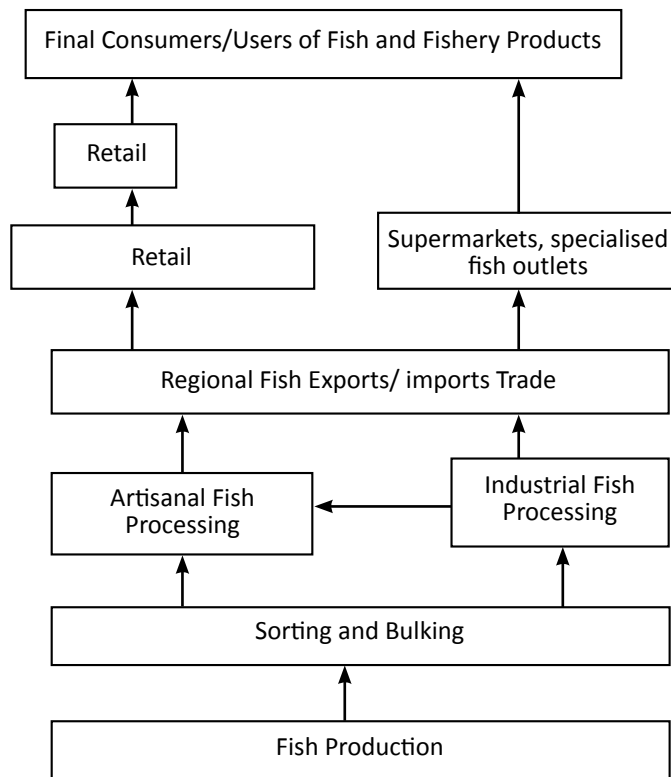 Final Consumers/Users of Fish and Fishery Products
Retail
Retail
Supermarkets, specialised
fish outlets
Regional Fish Exports/ imports Trade
Artisanal Fish
Processing
Industrial Fish
Processing
Sorting and Bulking
Fish Production